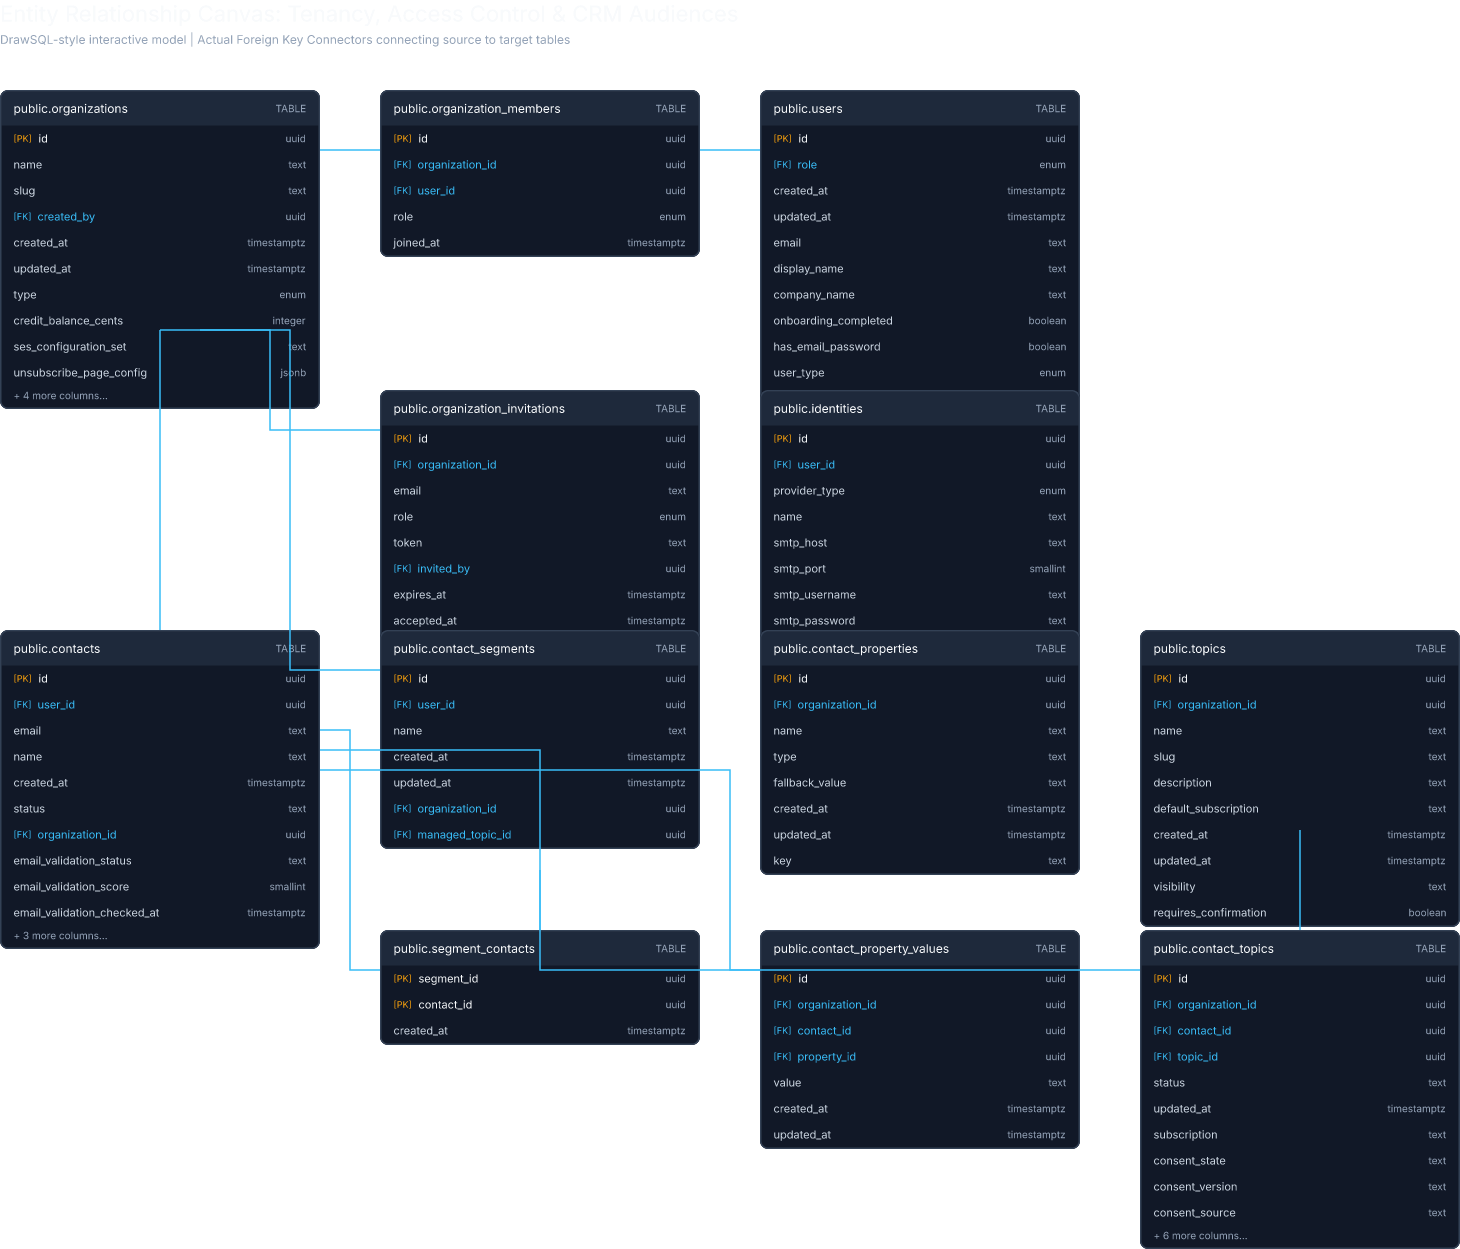 Entity Relationship Canvas: Tenancy, Access Control & CRM Audiences
DrawSQL-style interactive model | Actual Foreign Key Connectors connecting source to target tables
public.organizations TABLE
[PK] id uuid
name text
slug text
[FK] created_by uuid
created_at timestamptz
updated_at timestamptz
type enum
credit_balance_cents integer
ses_configuration_set text
unsubscribe_page_config jsonb
+ 4 more columns...
public.organization_members TABLE
[PK] id uuid
[FK] organization_id uuid
[FK] user_id uuid
role enum
joined_at timestamptz
public.users TABLE
[PK] id uuid
[FK] role enum
created_at timestamptz
updated_at timestamptz
email text
display_name text
company_name text
onboarding_completed boolean
has_email_password boolean
user_type enum
public.organization_invitations TABLE
[PK] id uuid
[FK] organization_id uuid
email text
role enum
token text
[FK] invited_by uuid
expires_at timestamptz
accepted_at timestamptz
public.identities TABLE
[PK] id uuid
[FK] user_id uuid
provider_type enum
name text
smtp_host text
smtp_port smallint
smtp_username text
smtp_password text
public.contacts TABLE
[PK] id uuid
[FK] user_id uuid
email text
name text
created_at timestamptz
status text
[FK] organization_id uuid
email_validation_status text
email_validation_score smallint
email_validation_checked_at timestamptz
+ 3 more columns...
public.contact_segments TABLE
[PK] id uuid
[FK] user_id uuid
name text
created_at timestamptz
updated_at timestamptz
[FK] organization_id uuid
[FK] managed_topic_id uuid
public.contact_properties TABLE
[PK] id uuid
[FK] organization_id uuid
name text
type text
fallback_value text
created_at timestamptz
updated_at timestamptz
key text
public.topics TABLE
[PK] id uuid
[FK] organization_id uuid
name text
slug text
description text
default_subscription text
created_at timestamptz
updated_at timestamptz
visibility text
requires_confirmation boolean
public.segment_contacts TABLE
[PK] segment_id uuid
[PK] contact_id uuid
created_at timestamptz
public.contact_property_values TABLE
[PK] id uuid
[FK] organization_id uuid
[FK] contact_id uuid
[FK] property_id uuid
value text
created_at timestamptz
updated_at timestamptz
public.contact_topics TABLE
[PK] id uuid
[FK] organization_id uuid
[FK] contact_id uuid
[FK] topic_id uuid
status text
updated_at timestamptz
subscription text
consent_state text
consent_version text
consent_source text
+ 6 more columns...